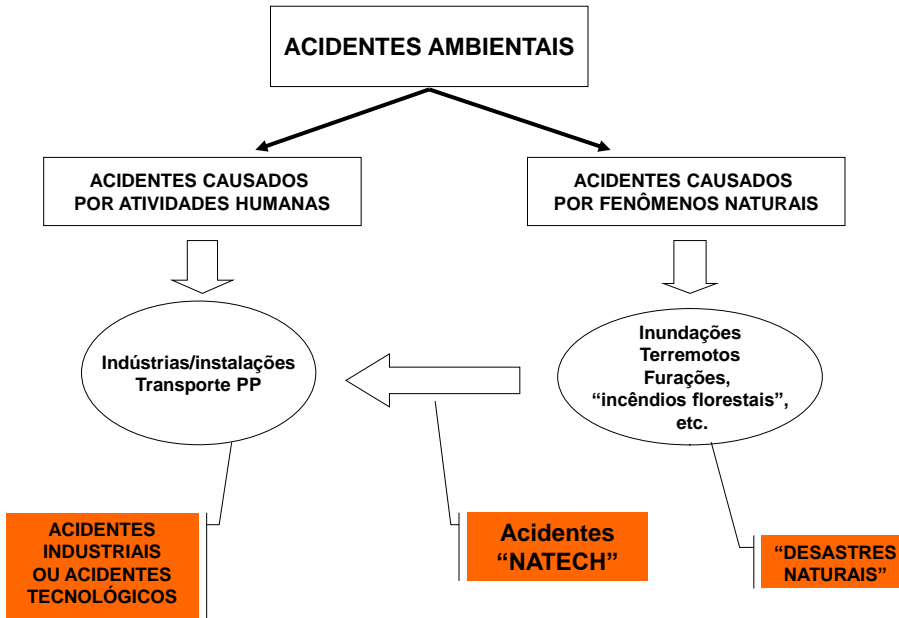 ACIDENTES AMBIENTAIS
ACIDENTES CAUSADOS
POR ATIVIDADES HUMANAS
ACIDENTES CAUSADOS
POR FENÔMENOS NATURAIS
Indústrias/instalações
Transporte PP
Inundações
Terremotos
Furações,
“incêndios florestais”,
etc.
ACIDENTES
INDUSTRIAIS
OU ACIDENTES
TECNOLÓGICOS
Acidentes
“NATECH”
“DESASTRES
NATURAIS”